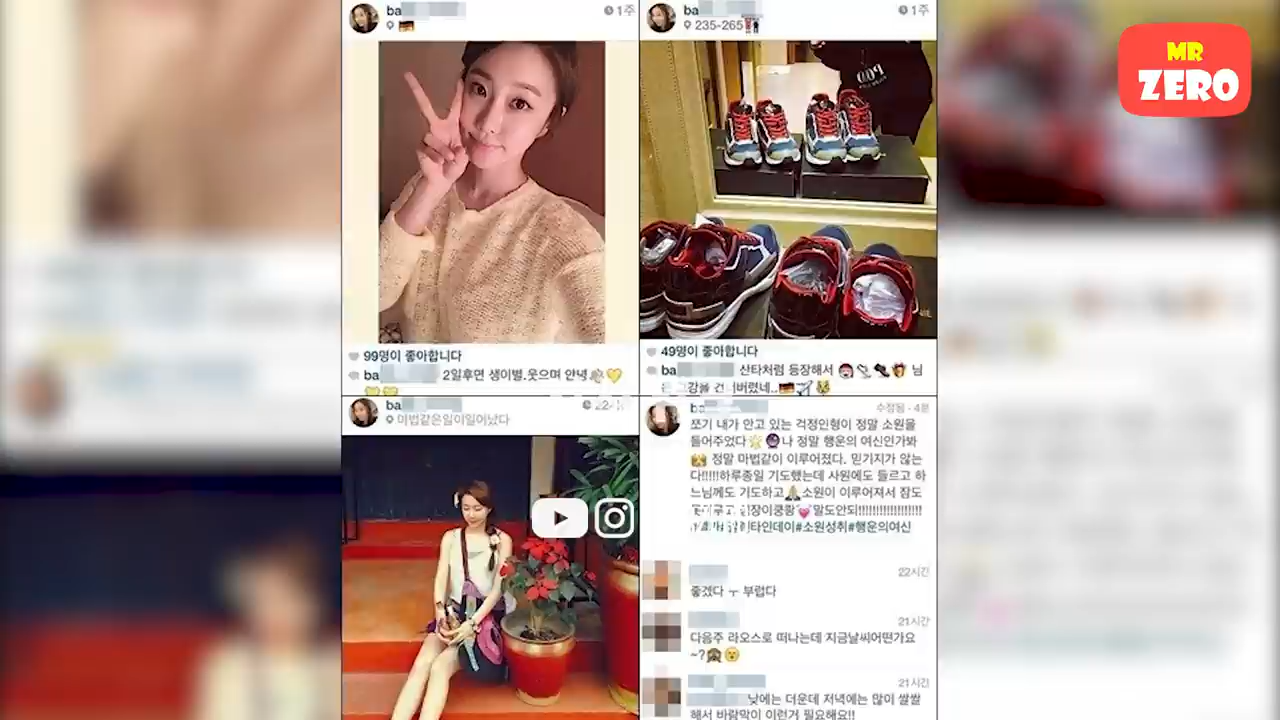 ba
1주
99명이 좋아합니다
ba 2일후면 생이별.웃으며 안녕
ba
1주
235-265
49명이 좋아합니다
ba 산타처럼 등장해서 님
MR
ZERO
ba
마법같은일이일어났다
수정됨 · 4분
쪼기 내가 안고 있는 걱정인형이 정말 소원을
들어주었다 나 정말 행운의 여신인가봐
정말 마법같이 이루어졌다. 믿기지가 않는
다!!!!!하루종일 기도했는데 사원에도 들르고 하
느님께도 기도하고 소원이 이루어져서 잠도
말도안되!!!!!!!!!!!!!!!!!!
#소원성취#행운의여신
22시간
좋겠다 ㅜ 부럽다
21시간
다음주 라오스로 떠나는데 지금날씨어떤가요
~?
21시간
낮에는 더운데 저녁에는 많이 쌀쌀
해서 바람막이 이런거 필요해요!!